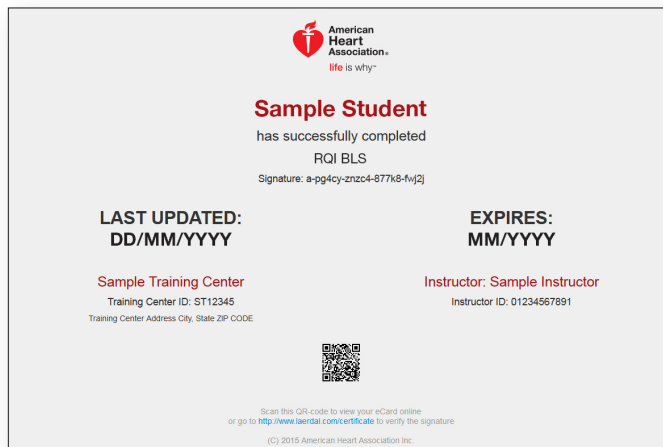 American
Heart
Association®
life is why™
Sample Student
has successfully completed
RQI BLS
Signature: a-pg4cy-znzc4-877k8-fwj2j
LAST UPDATED:
DD/MM/YYYY
EXPIRES:
MM/YYYY
Sample Training Center
Training Center ID: ST12345
Training Center Address City, State ZIP CODE
Instructor: Sample Instructor
Instructor ID: 01234567891
Scan this QR-code to view your eCard online
or go to http://www.laerdal.com/certificate to verify the signature
(C) 2015 American Heart Association Inc.